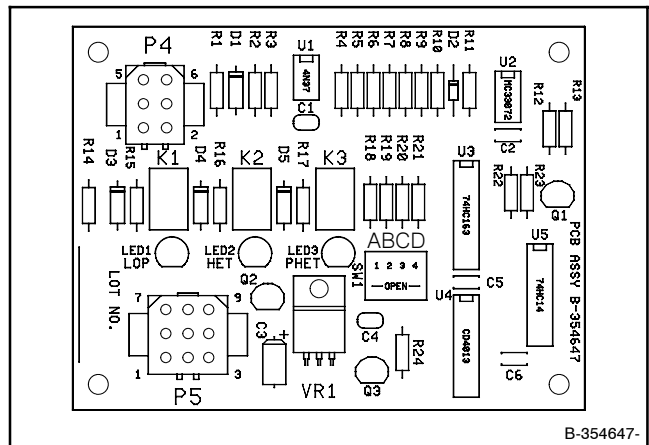 P4
R1
D1
R2
R3
U1
R4
R5
R6
R7
R8
R9
R10
D2
R11
U2
R12
R13
5
6
1
2
4N37
C1
MC33072
C2
R14
D3
R15
K1
D4
R16
K2
D5
R17
K3
R18
R19
R20
R21
U3
74HC163
R22
R23
Q1
ABCD
LED1
LOP
LED2
HET
LED3
PHET
SW1
1 2 3 4
OPEN
U5
74HC14
PCB ASSY B-354647
LOT NO.
Q2
7
9
1
3
P5
C3
+
VR1
C4
Q3
R24
U4
C5
CD4013
C6
B-354647-